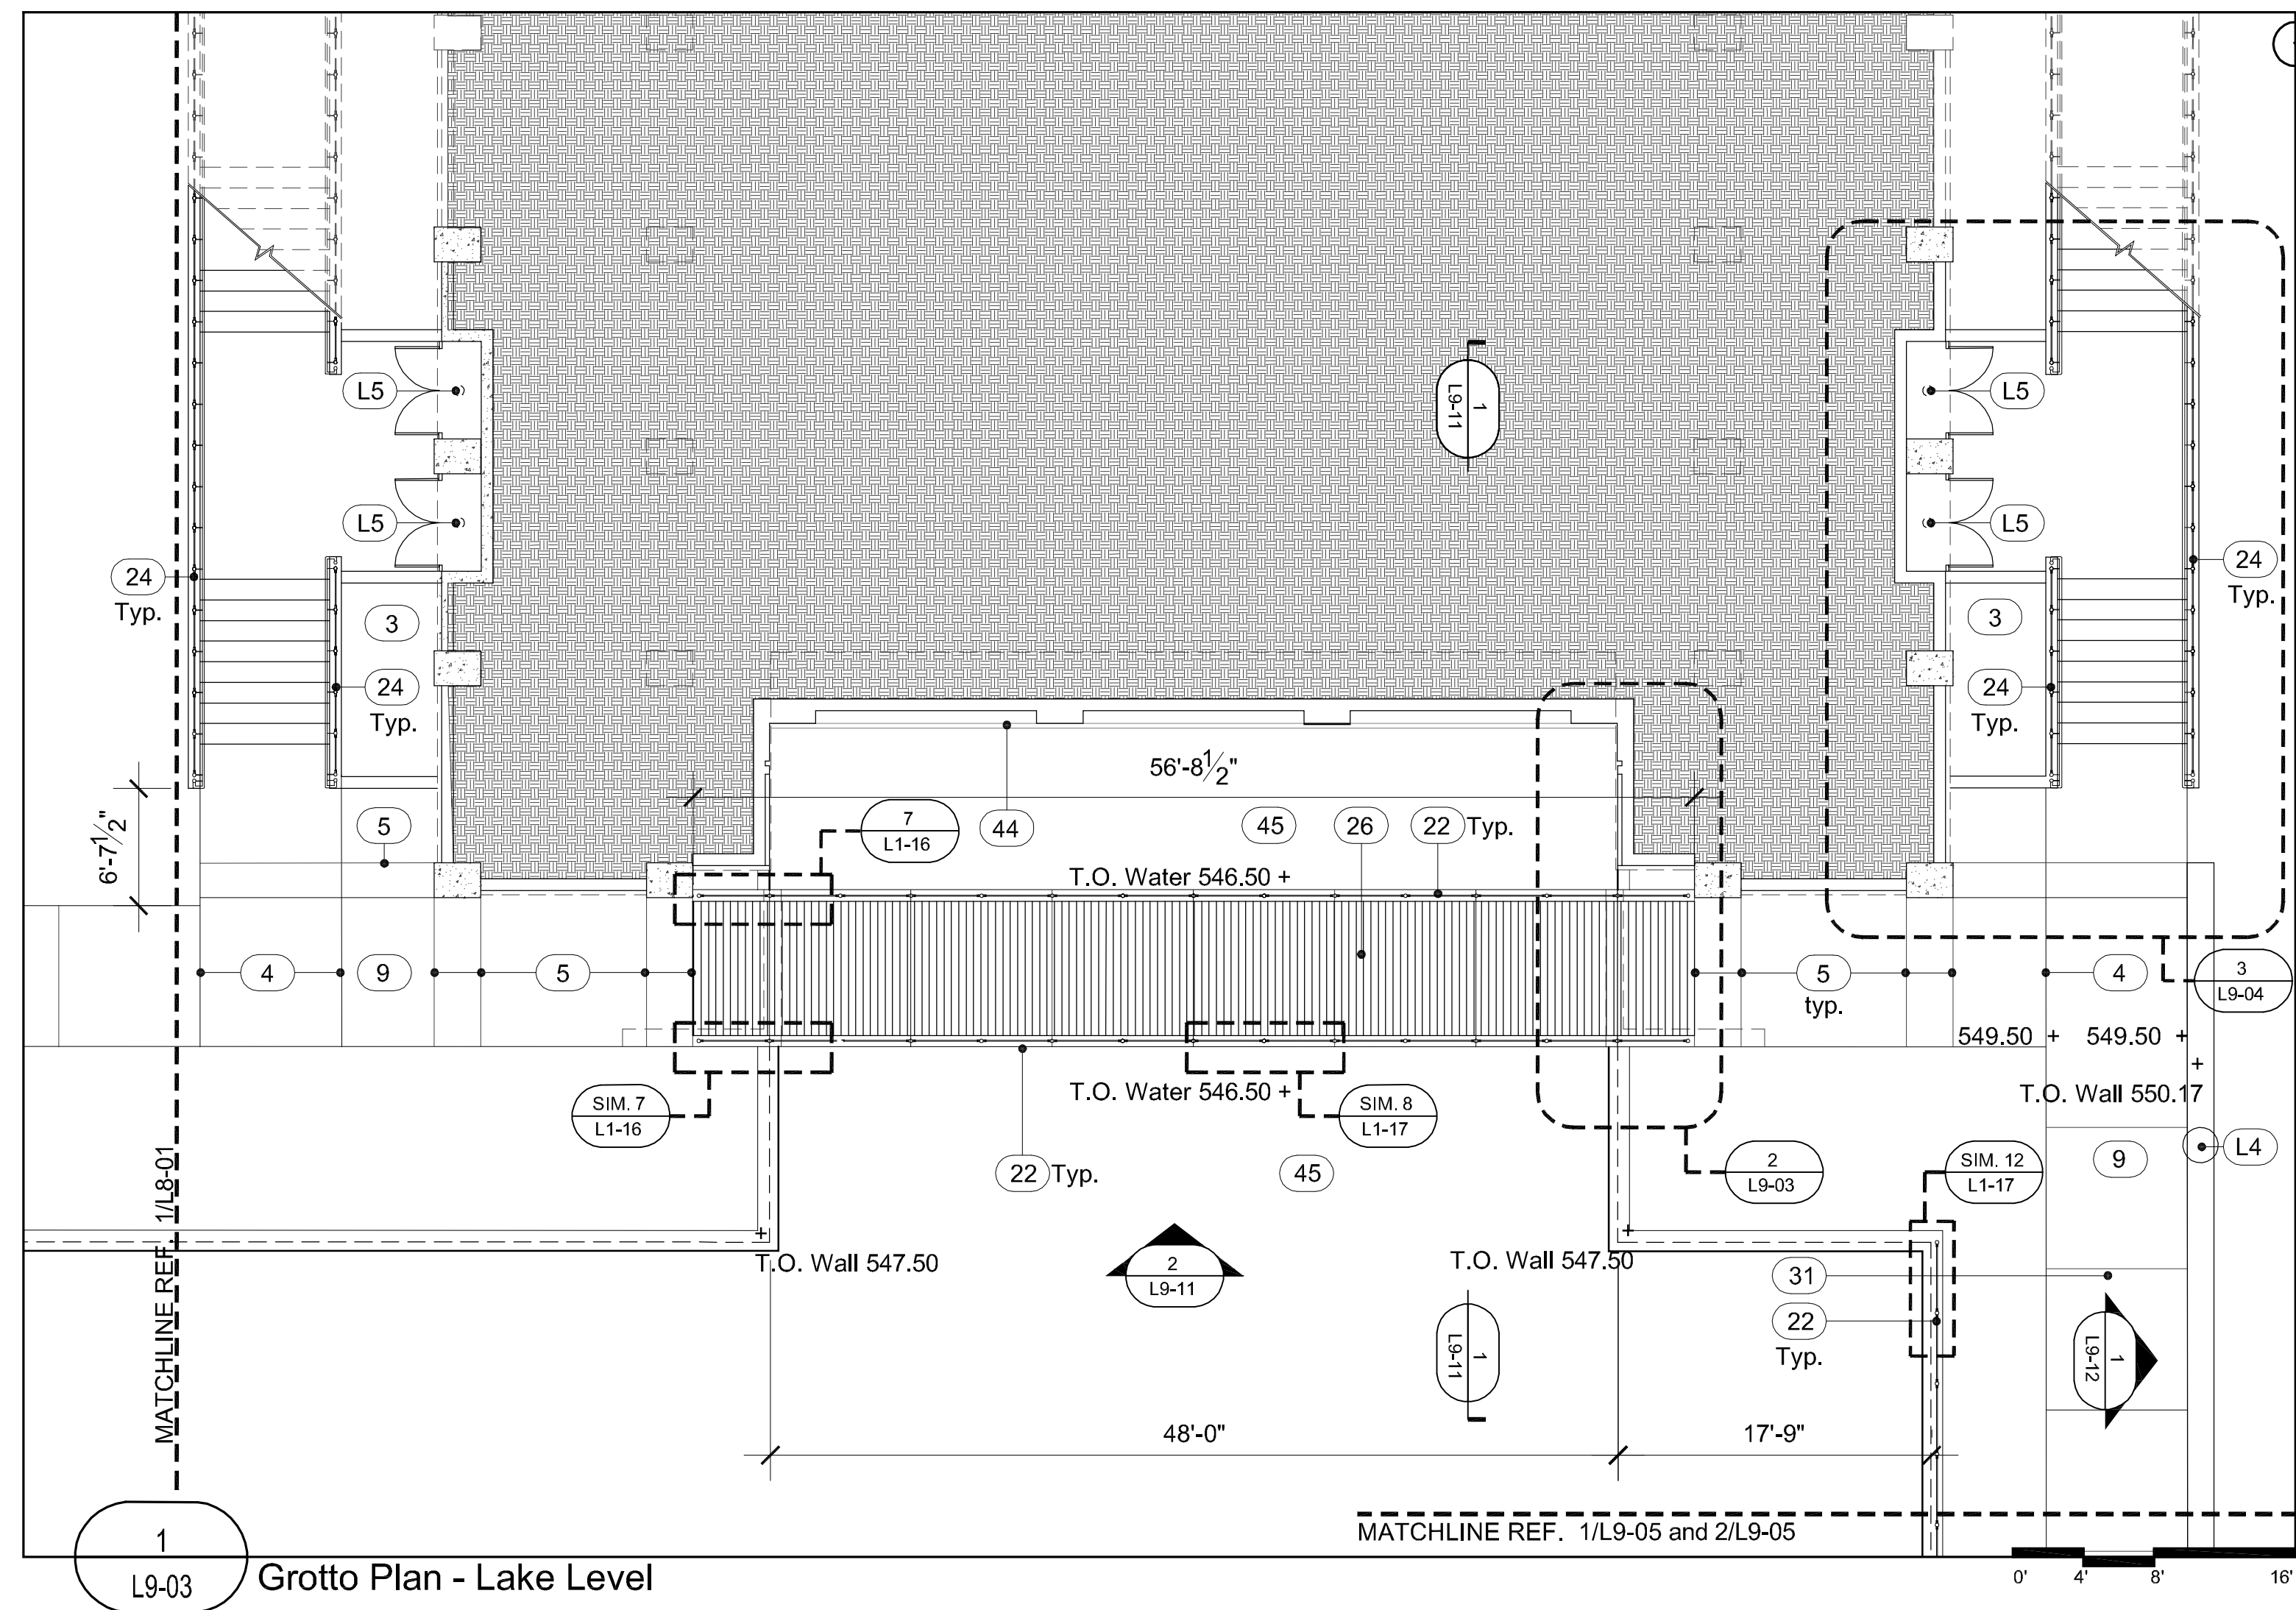 L5
L5
1
L9-11
L5
L5
24
Typ.
24
Typ.
3
3
24
Typ.
24
Typ.
56'-8 1/2"
6'-7 1/2"
5
7
L1-16
44
45
26
22 Typ.
T.O. Water 546.50 +
4
9
5
5
typ.
4
3
L9-04
549.50 +
549.50 +
+
T.O. Water 546.50 +
T.O. Wall 550.17
SIM. 7
L1-16
SIM. 8
L1-17
22 Typ.
45
2
L9-03
SIM. 12
L1-17
9
L4
MATCHLINE REF. 1/L8-01
+
T.O. Wall 547.50
2
L9-11
+
T.O. Wall 547.50
31
22
Typ.
1
L9-11
1
L9-12
48'-0"
17'-9"
MATCHLINE REF. 1/L9-05 and 2/L9-05
1
L9-03
Grotto Plan - Lake Level
0' 4' 8' 16'